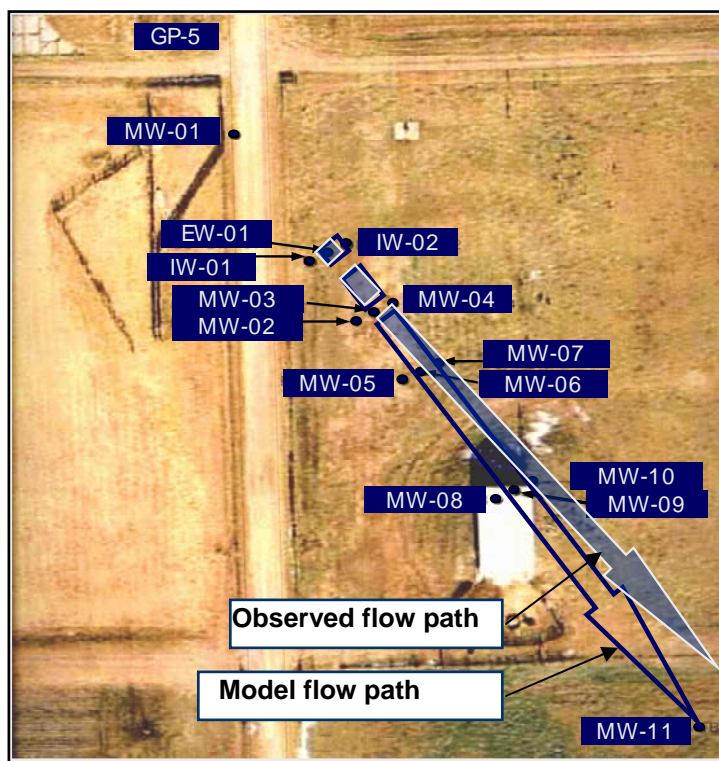 GP-5
MW-01
EW-01
IW-02
IW-01
MW-03
MW-04
MW-02
MW-07
MW-05
MW-06
MW-10
MW-08
MW-09
Observed flow path
Model flow path
MW-11